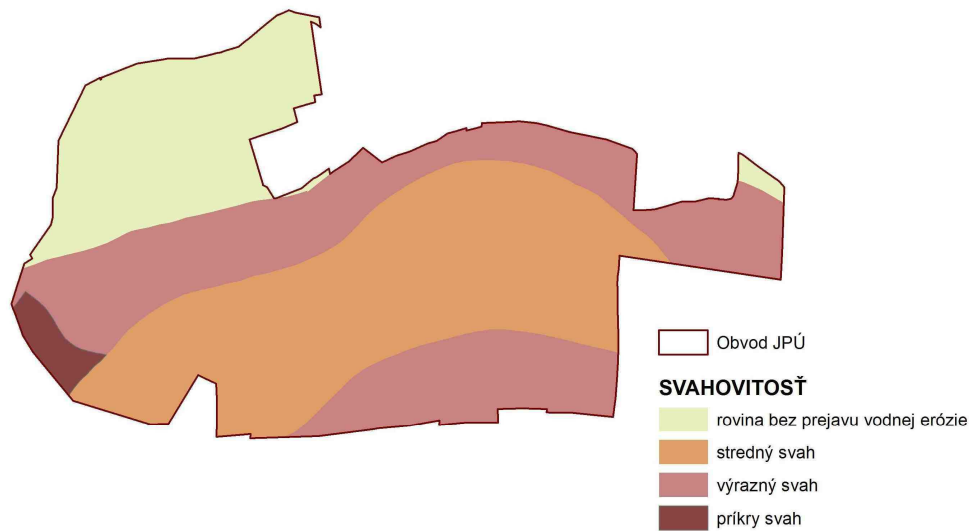 Obvod JPÚ
SVAHOVITOSŤ
rovina bez prejavu vodnej erózie
stredný svah
výrazný svah
príkry svah